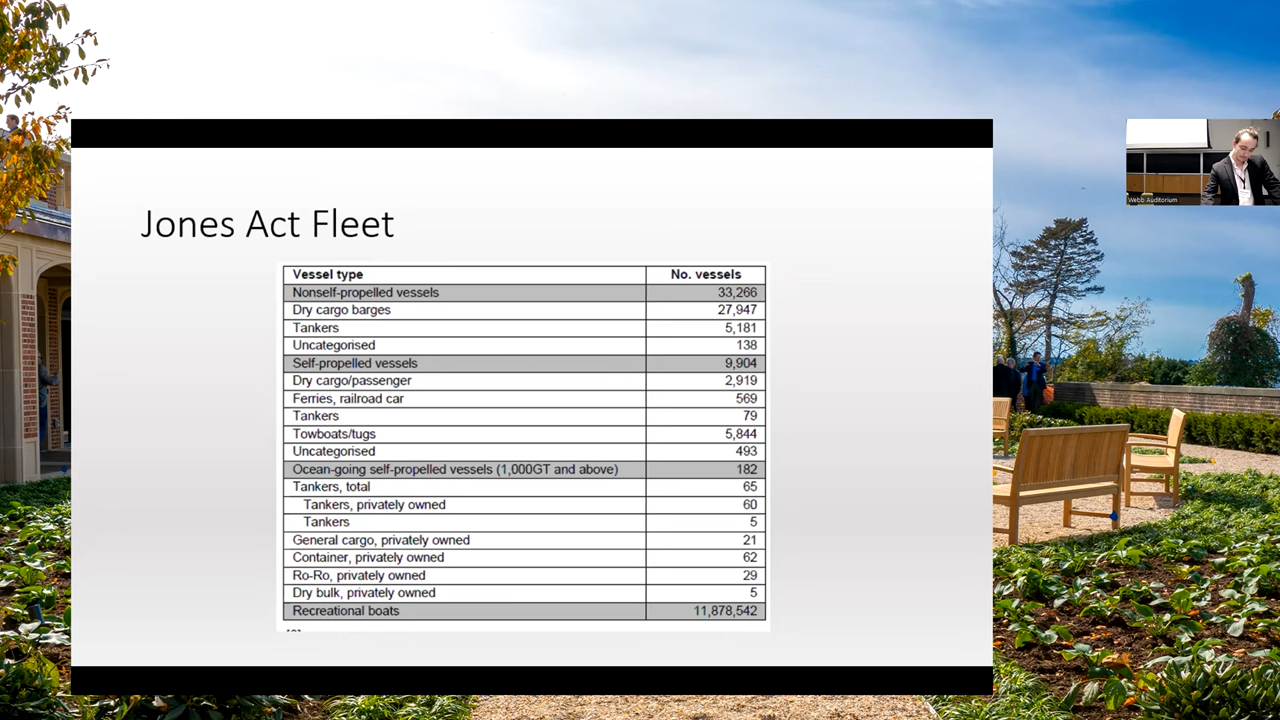 Webb Auditorium
Jones Act Fleet
Vessel type No. vessels
Nonself-propelled vessels 33,266
Dry cargo barges 27,947
Tankers 5,181
Uncategorised 138
Self-propelled vessels 9,904
Dry cargo/passenger 2,919
Ferries, railroad car 569
Tankers 79
Towboats/tugs 5,844
Uncategorised 493
Ocean-going self-propelled vessels (1,000GT and above) 182
Tankers, total 65
Tankers, privately owned 60
Tankers 5
General cargo, privately owned 21
Container, privately owned 62
Ro-Ro, privately owned 29
Dry bulk, privately owned 5
Recreational boats 11,878,542